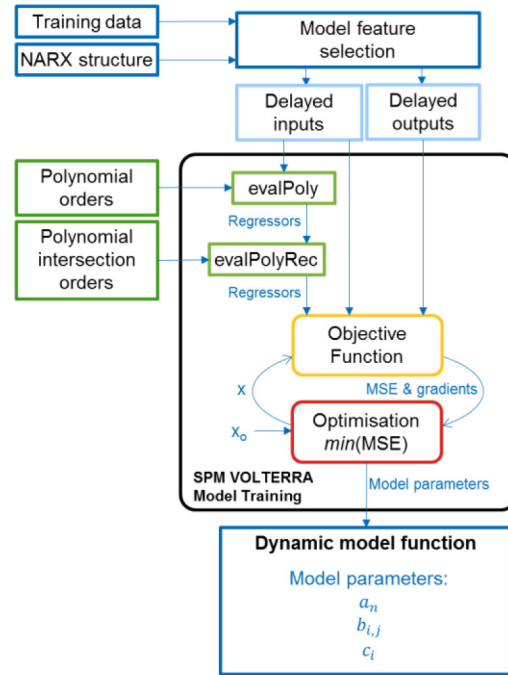 Training data
NARX structure
Model feature
selection
Delayed
inputs
Delayed
outputs
Polynomial
orders
Polynomial
intersection
orders
evalPoly
Regressors
evalPolyRec
Regressors
Objective
Function
x
MSE & gradients
x₀
Optimisation
min(MSE)
SPM VOLTERRA
Model Training
Model parameters
Dynamic model function
Model parameters:
aₙ
b_{i,j}
c_i